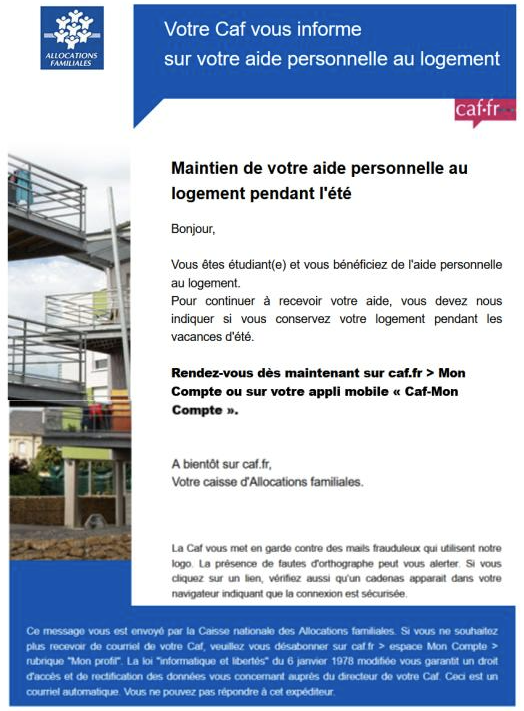 Votre Caf vous informe
sur votre aide personnelle au logement
ALLOCATIONS
FAMILIALES
caf·fr
Maintien de votre aide personnelle au
logement pendant l'été
Bonjour,
Vous êtes étudiant(e) et vous bénéficiez de l'aide personnelle
au logement.
Pour continuer à recevoir votre aide, vous devez nous
indiquer si vous conservez votre logement pendant les
vacances d'été.
Rendez-vous dès maintenant sur caf.fr > Mon
Compte ou sur votre appli mobile « Caf-Mon
Compte ».
A bientôt sur caf.fr,
Votre caisse d'Allocations familiales.
La Caf vous met en garde contre des mails frauduleux qui utilisent notre
logo. La présence de fautes d'orthographe peut vous alerter. Si vous
cliquez sur un lien, vérifiez aussi qu'un cadenas apparait dans votre
navigateur indiquant que la connexion est sécurisée.
Ce message vous est envoyé par la Caisse nationale des Allocations familiales. Si vous ne souhaitez
plus recevoir de courriel de votre Caf, veuillez vous désabonner sur caf.fr > espace Mon Compte >
rubrique "Mon profil". La loi "informatique et libertés" du 6 janvier 1978 modifiée vous garantit un droit
d'accès et de rectification des données vous concernant auprès du directeur de votre Caf. Ceci est un
courriel automatique. Vous ne pouvez pas répondre à cet expéditeur.